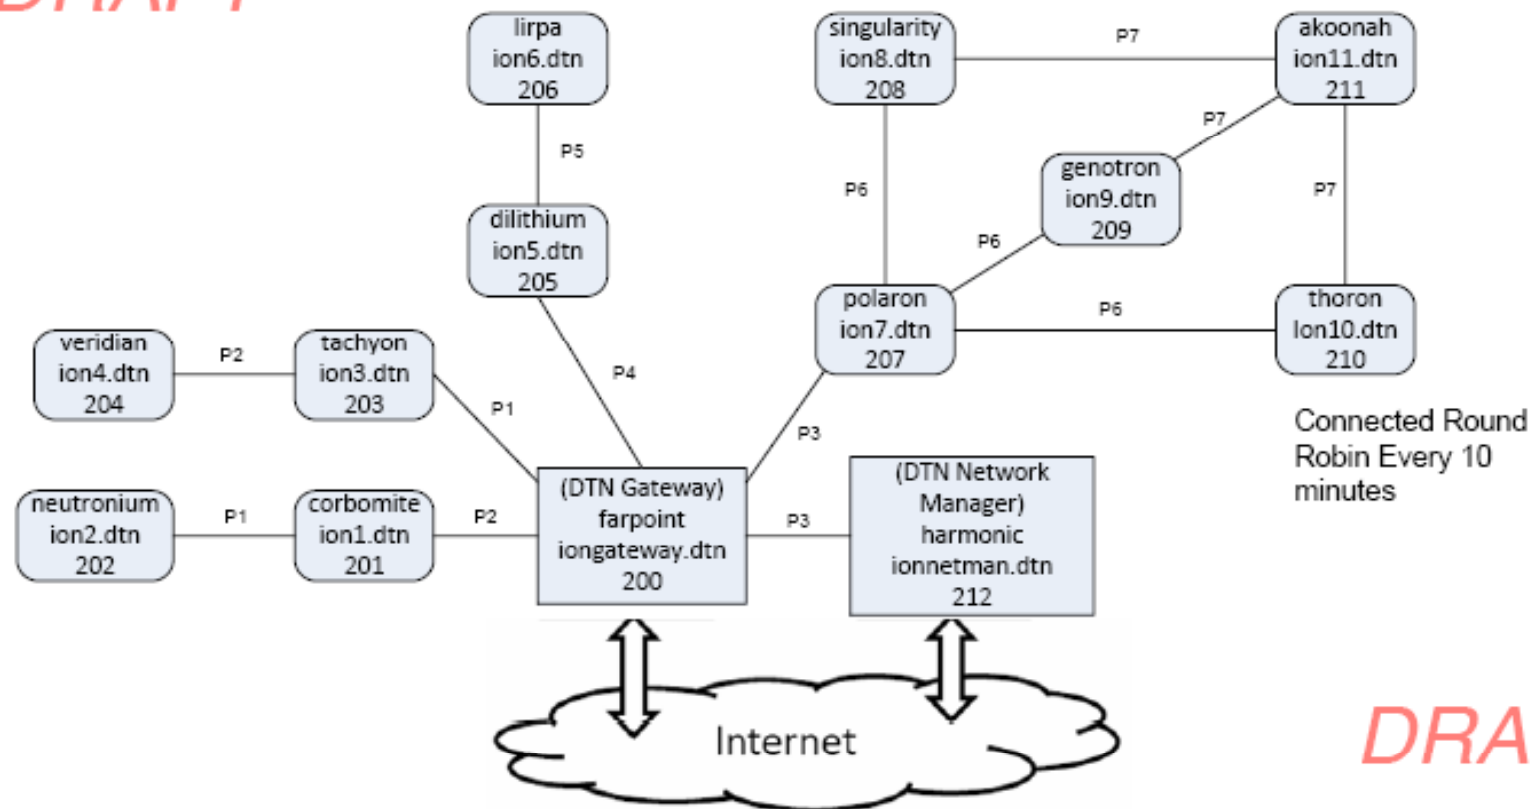 DRAFT
lirpa
ion6.dtn
206
singularity
ion8.dtn
208
P7
akoonah
ion11.dtn
211
P5
P7
genotron
ion9.dtn
209
P6
P7
dilithium
ion5.dtn
205
P6
polaron
ion7.dtn
207
P6
thoron
Ion10.dtn
210
veridian
ion4.dtn
204
P2
tachyon
ion3.dtn
203
P4
P1
P3
Connected Round
Robin Every 10
minutes
neutronium
ion2.dtn
202
P1
corbomite
ion1.dtn
201
P2
(DTN Gateway)
farpoint
iongateway.dtn
200
P3
(DTN Network
Manager)
harmonic
ionnetman.dtn
212
Internet
DRA